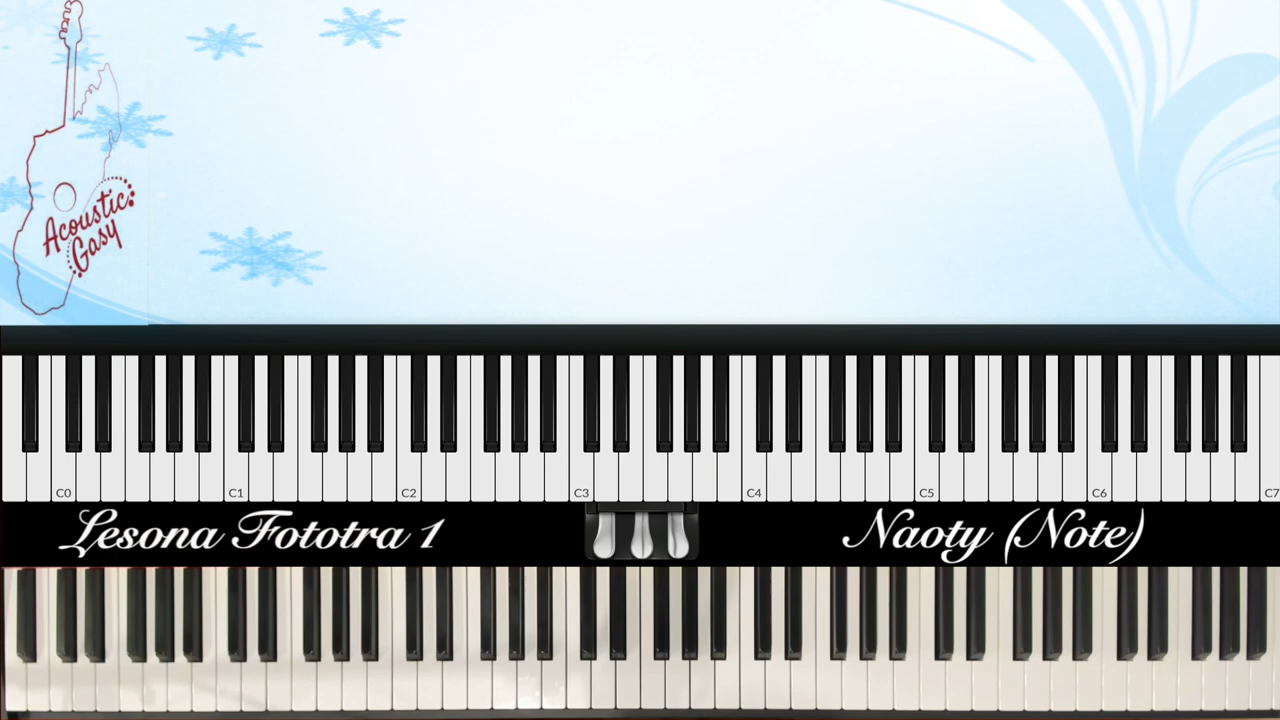 Acoustic
Gasy
C0 C1 C2 C3 C4 C5 C6 C7
Lesona Fototra 1
Naoty (Note)